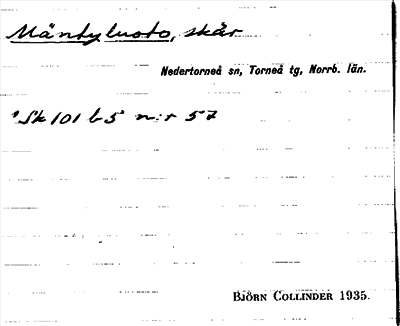 Mäntyluoto, skär
Nedertorneå sn, Torneå tg, Norrb. län.
Sk 101 b5 n:r 57
BJÖRN COLLINDER 1935.